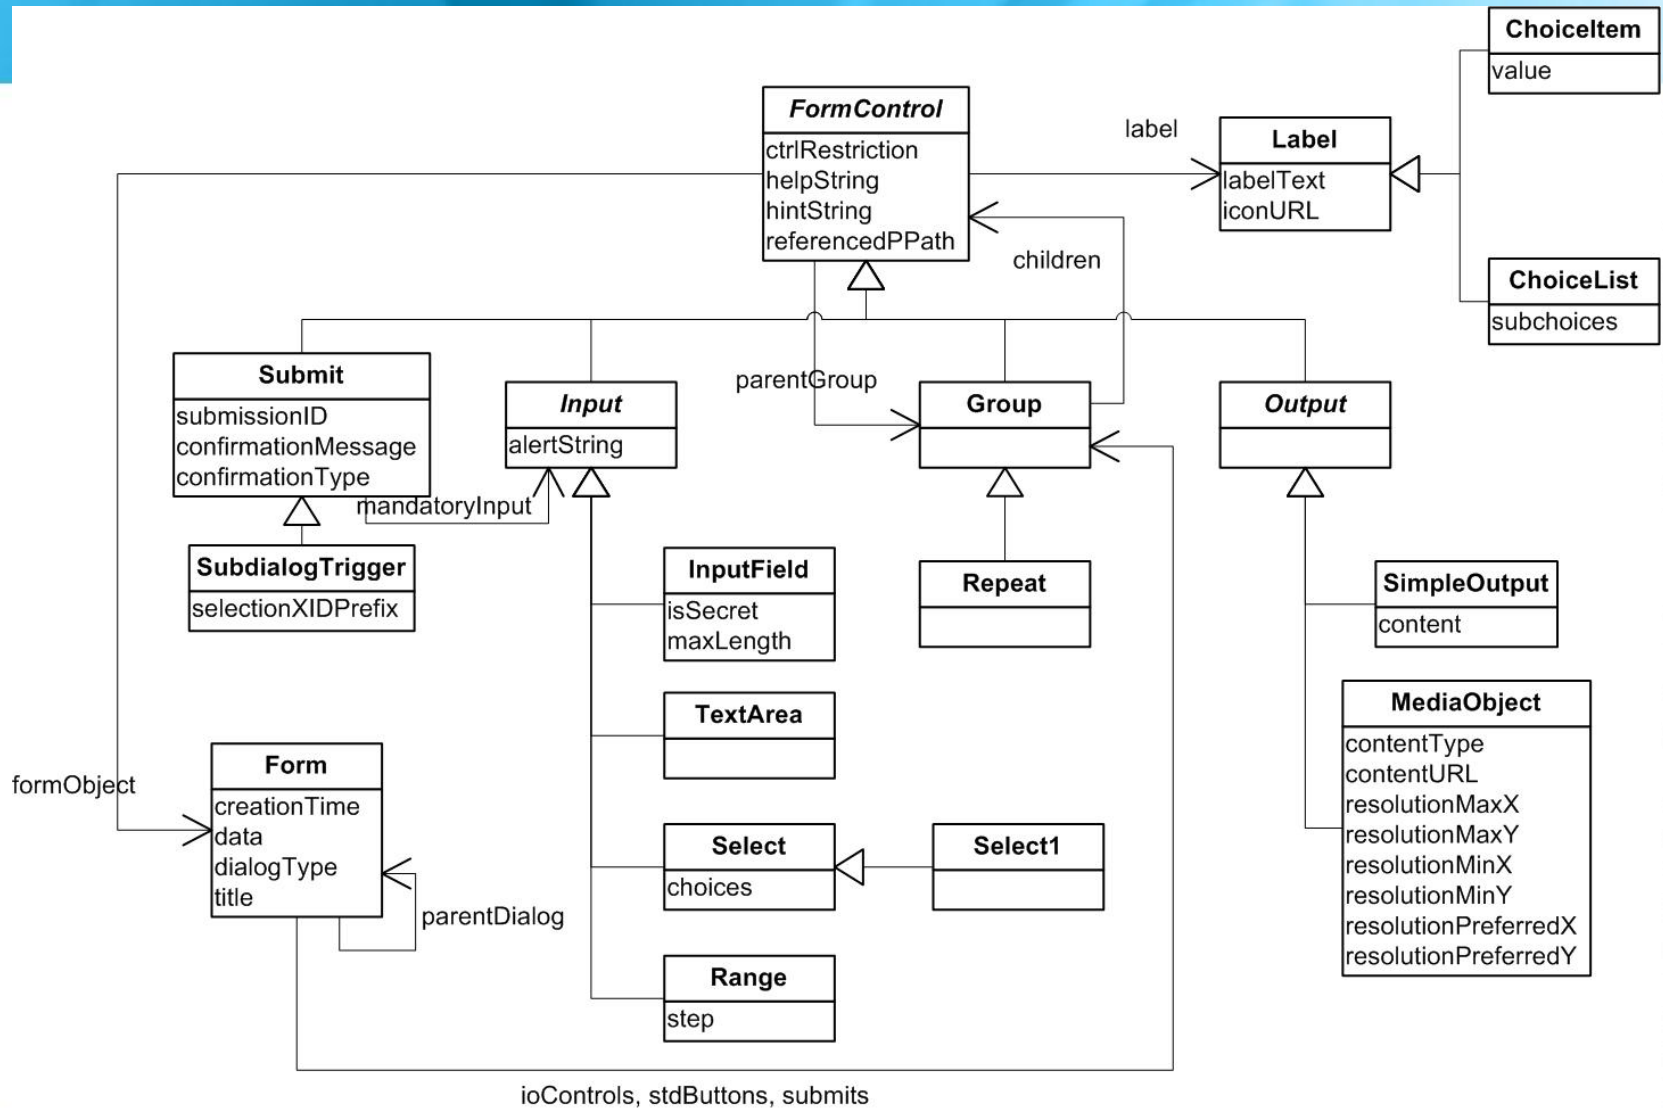 ChoiceItem
value
FormControl
ctrlRestriction
helpString
hintString
referencedPPath
label
Label
labelText
iconURL
children
ChoiceList
subchoices
Submit
submissionID
confirmationMessage
confirmationType
mandatoryInput
Input
alertString
parentGroup
Group
Output
SubdialogTrigger
selectionXIDPrefix
InputField
isSecret
maxLength
Repeat
SimpleOutput
content
TextArea
MediaObject
contentType
contentURL
resolutionMaxX
resolutionMaxY
resolutionMinX
resolutionMinY
resolutionPreferredX
resolutionPreferredY
formObject
Form
creationTime
data
dialogType
title
parentDialog
Select
choices
Select1
Range
step
ioControls, stdButtons, submits